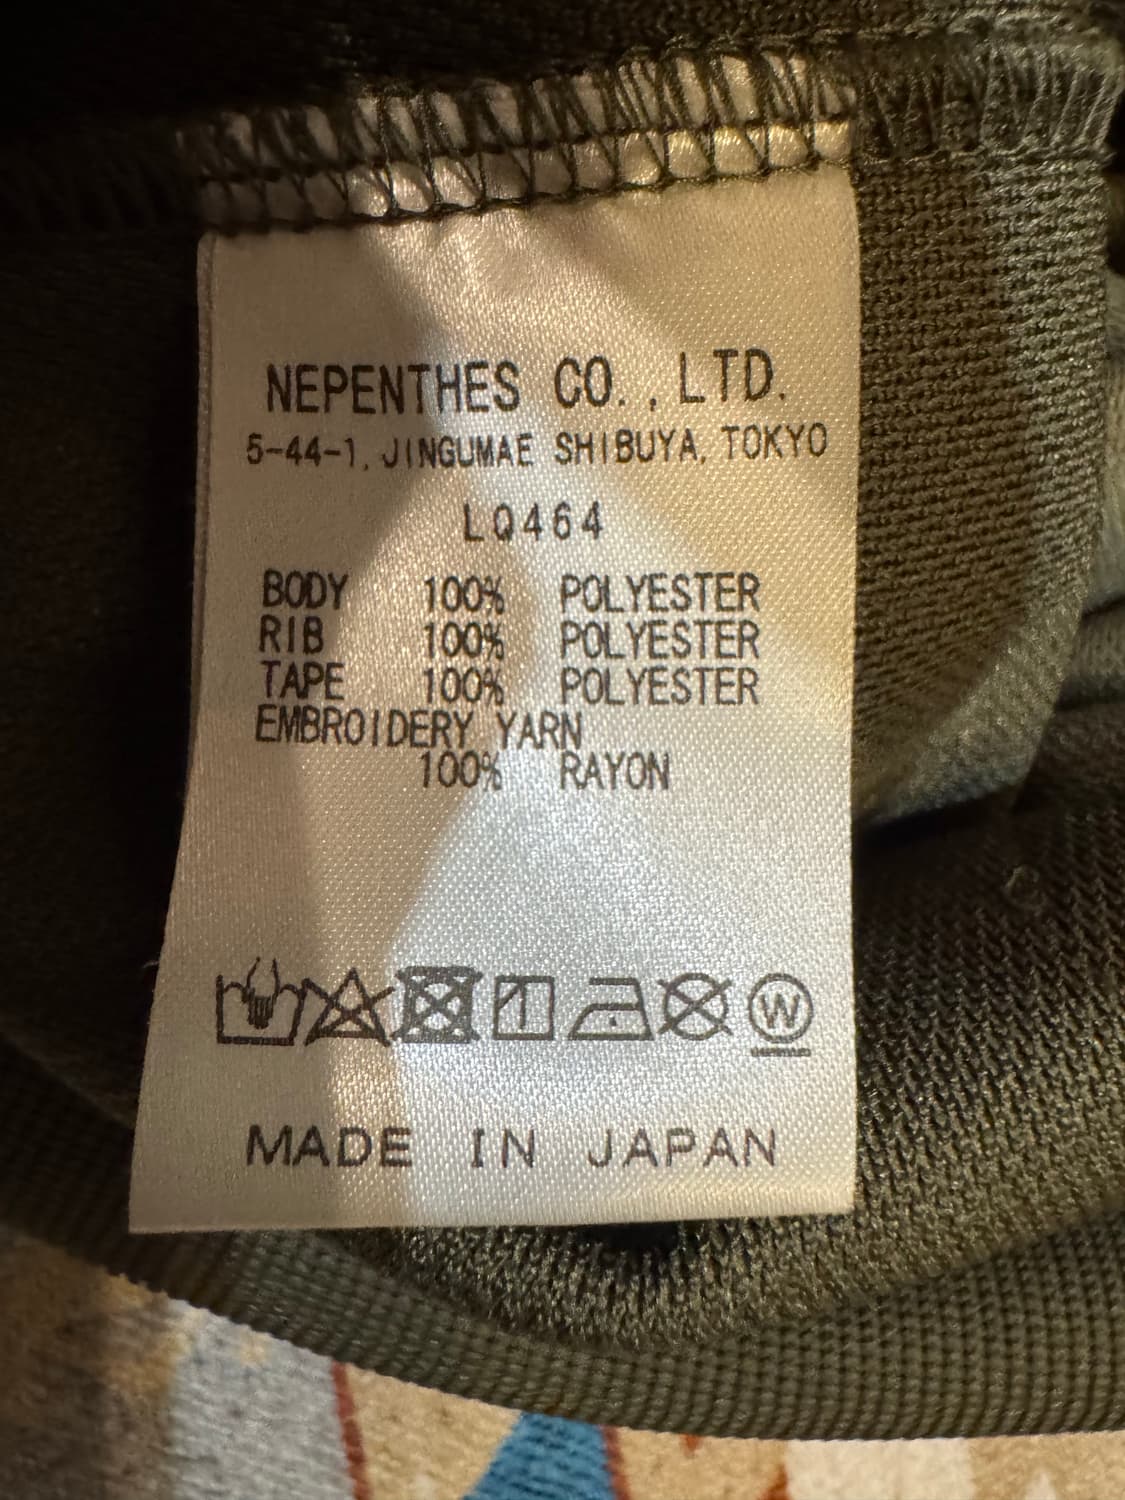 NEPENTHES CO., LTD.
5-44-1, JINGUMAE SHIBUYA, TOKYO
LQ464
BODY 100% POLYESTER
RIB 100% POLYESTER
TAPE 100% POLYESTER
EMBROIDERY YARN
100% RAYON
W
MADE IN JAPAN